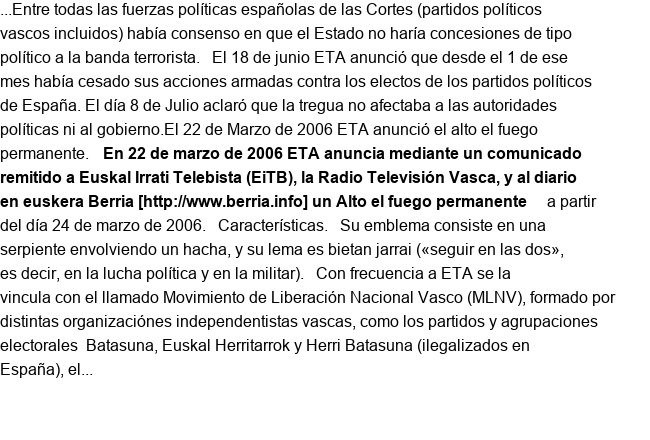 ...Entre todas las fuerzas políticas españolas de las Cortes (partidos políticos
vascos incluidos) había consenso en que el Estado no haría concesiones de tipo
político a la banda terrorista.   El 18 de junio ETA anunció que desde el 1 de ese
mes había cesado sus acciones armadas contra los electos de los partidos políticos
de España. El día 8 de Julio aclaró que la tregua no afectaba a las autoridades
políticas ni al gobierno.El 22 de Marzo de 2006 ETA anunció el alto el fuego
permanente.   En 22 de marzo de 2006 ETA anuncia mediante un comunicado
remitido a Euskal Irrati Telebista (EiTB), la Radio Televisión Vasca, y al diario
en euskera Berria [http://www.berria.info] un Alto el fuego permanente    a partir
del día 24 de marzo de 2006.   Características.   Su emblema consiste en una
serpiente envolviendo un hacha, y su lema es bietan jarrai («seguir en las dos»,
es decir, en la lucha política y en la militar).   Con frecuencia a ETA se la
vincula con el llamado Movimiento de Liberación Nacional Vasco (MLNV), formado por
distintas organizaciónes independentistas vascas, como los partidos y agrupaciones
electorales  Batasuna, Euskal Herritarrok y Herri Batasuna (ilegalizados en
España), el...